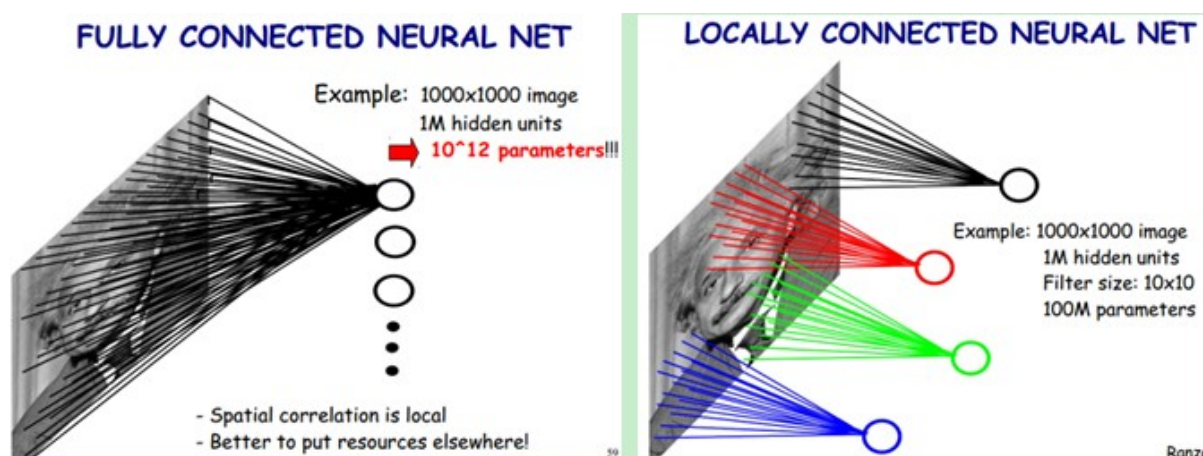 FULLY CONNECTED NEURAL NET
Example: 1000x1000 image
1M hidden units
10^12 parameters!!!
- Spatial correlation is local
- Better to put resources elsewhere!
59
LOCALLY CONNECTED NEURAL NET
Example: 1000x1000 image
1M hidden units
Filter size: 10x10
100M parameters